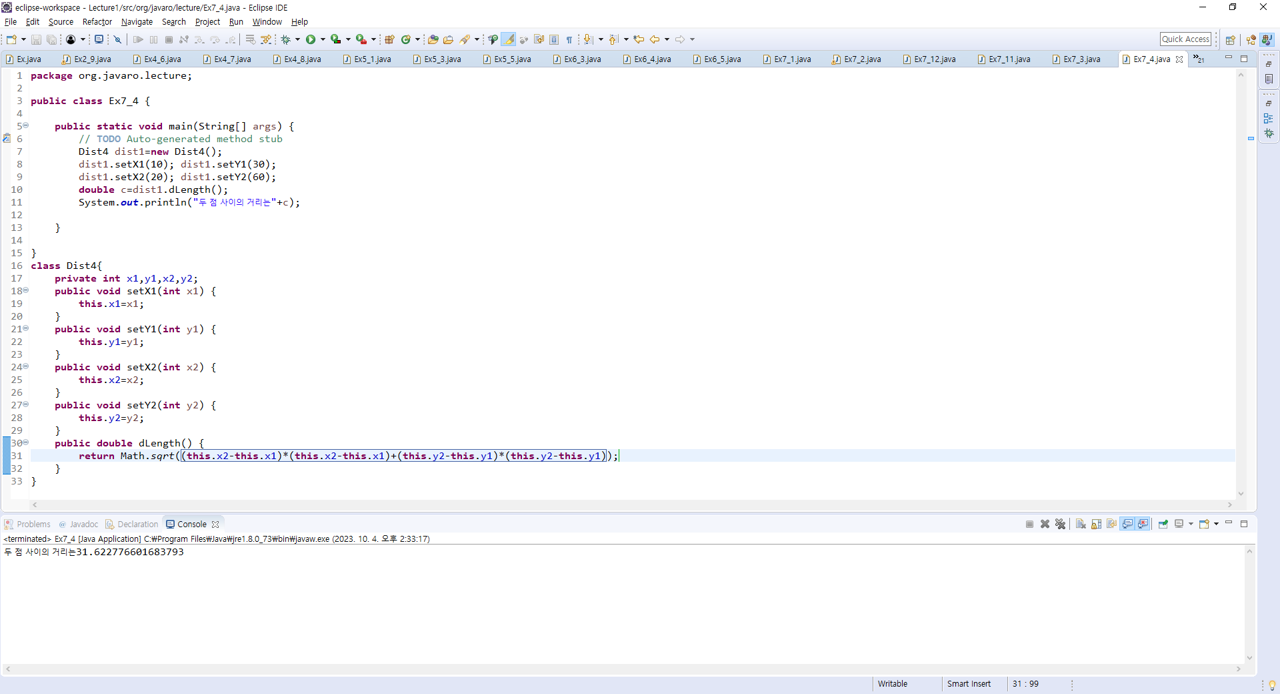 eclipse-workspace - Lecture1/src/org/javaro/lecture/Ex7_4.java - Eclipse IDE
File Edit Source Refactor Navigate Search Project Run Window Help
Quick Access
Ex.java Ex2_9.java Ex4_6.java Ex4_7.java Ex4_8.java Ex5_1.java Ex5_3.java Ex5_5.java Ex6_3.java Ex6_4.java Ex6_5.java Ex7_1.java Ex7_2.java Ex7_12.java Ex7_11.java Ex7_3.java Ex7_4.java »21
1 package org.javaro.lecture;
2
3 public class Ex7_4 {
4
5 public static void main(String[] args) {
6 // TODO Auto-generated method stub
7 Dist4 dist1=new Dist4();
8 dist1.setX1(10); dist1.setY1(30);
9 dist1.setX2(20); dist1.setY2(60);
10 double c=dist1.dLength();
11 System.out.println("두 점 사이의 거리는"+c);
12
13 }
14
15 }
16 class Dist4{
17 private int x1,y1,x2,y2;
18 public void setX1(int x1) {
19 this.x1=x1;
20 }
21 public void setY1(int y1) {
22 this.y1=y1;
23 }
24 public void setX2(int x2) {
25 this.x2=x2;
26 }
27 public void setY2(int y2) {
28 this.y2=y2;
29 }
30 public double dLength() {
31 return Math.sqrt((this.x2-this.x1)*(this.x2-this.x1)+(this.y2-this.y1)*(this.y2-this.y1));
32 }
33 }
Problems Javadoc Declaration Console
<terminated> Ex7_4 [Java Application] C:₩Program Files₩Java₩jre1.8.0_73₩bin₩javaw.exe (2023. 10. 4. 오후 2:33:17)
두 점 사이의 거리는31.622776601683793
Writable Smart Insert 31 : 99